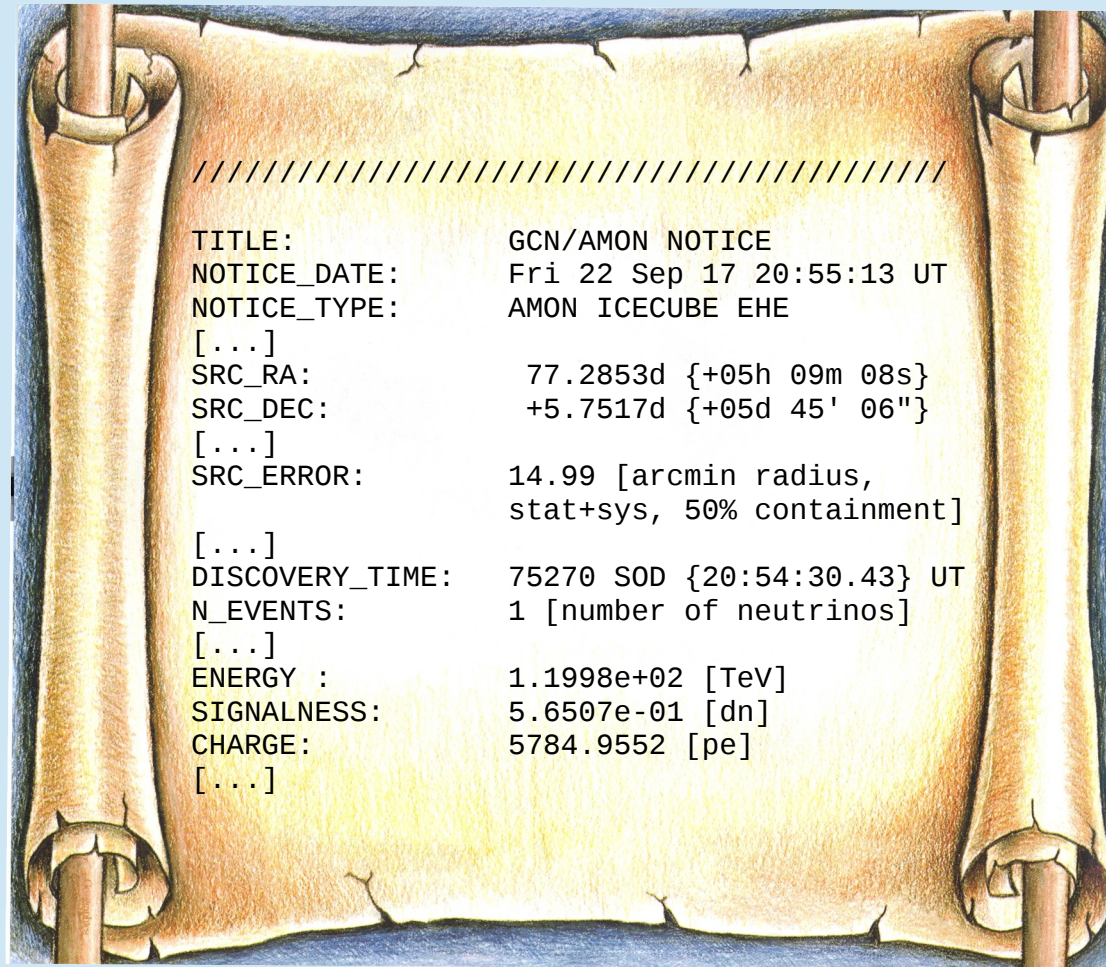 ///////////////////////////////////////////
TITLE: GCN/AMON NOTICE
NOTICE_DATE: Fri 22 Sep 17 20:55:13 UT
NOTICE_TYPE: AMON ICECUBE EHE
[...]
SRC_RA: 77.2853d {+05h 09m 08s}
SRC_DEC: +5.7517d {+05d 45' 06"}
[...]
SRC_ERROR: 14.99 [arcmin radius,
stat+sys, 50% containment]
[...]
DISCOVERY_TIME: 75270 SOD {20:54:30.43} UT
N_EVENTS: 1 [number of neutrinos]
[...]
ENERGY : 1.1998e+02 [TeV]
SIGNALNESS: 5.6507e-01 [dn]
CHARGE: 5784.9552 [pe]
[...]